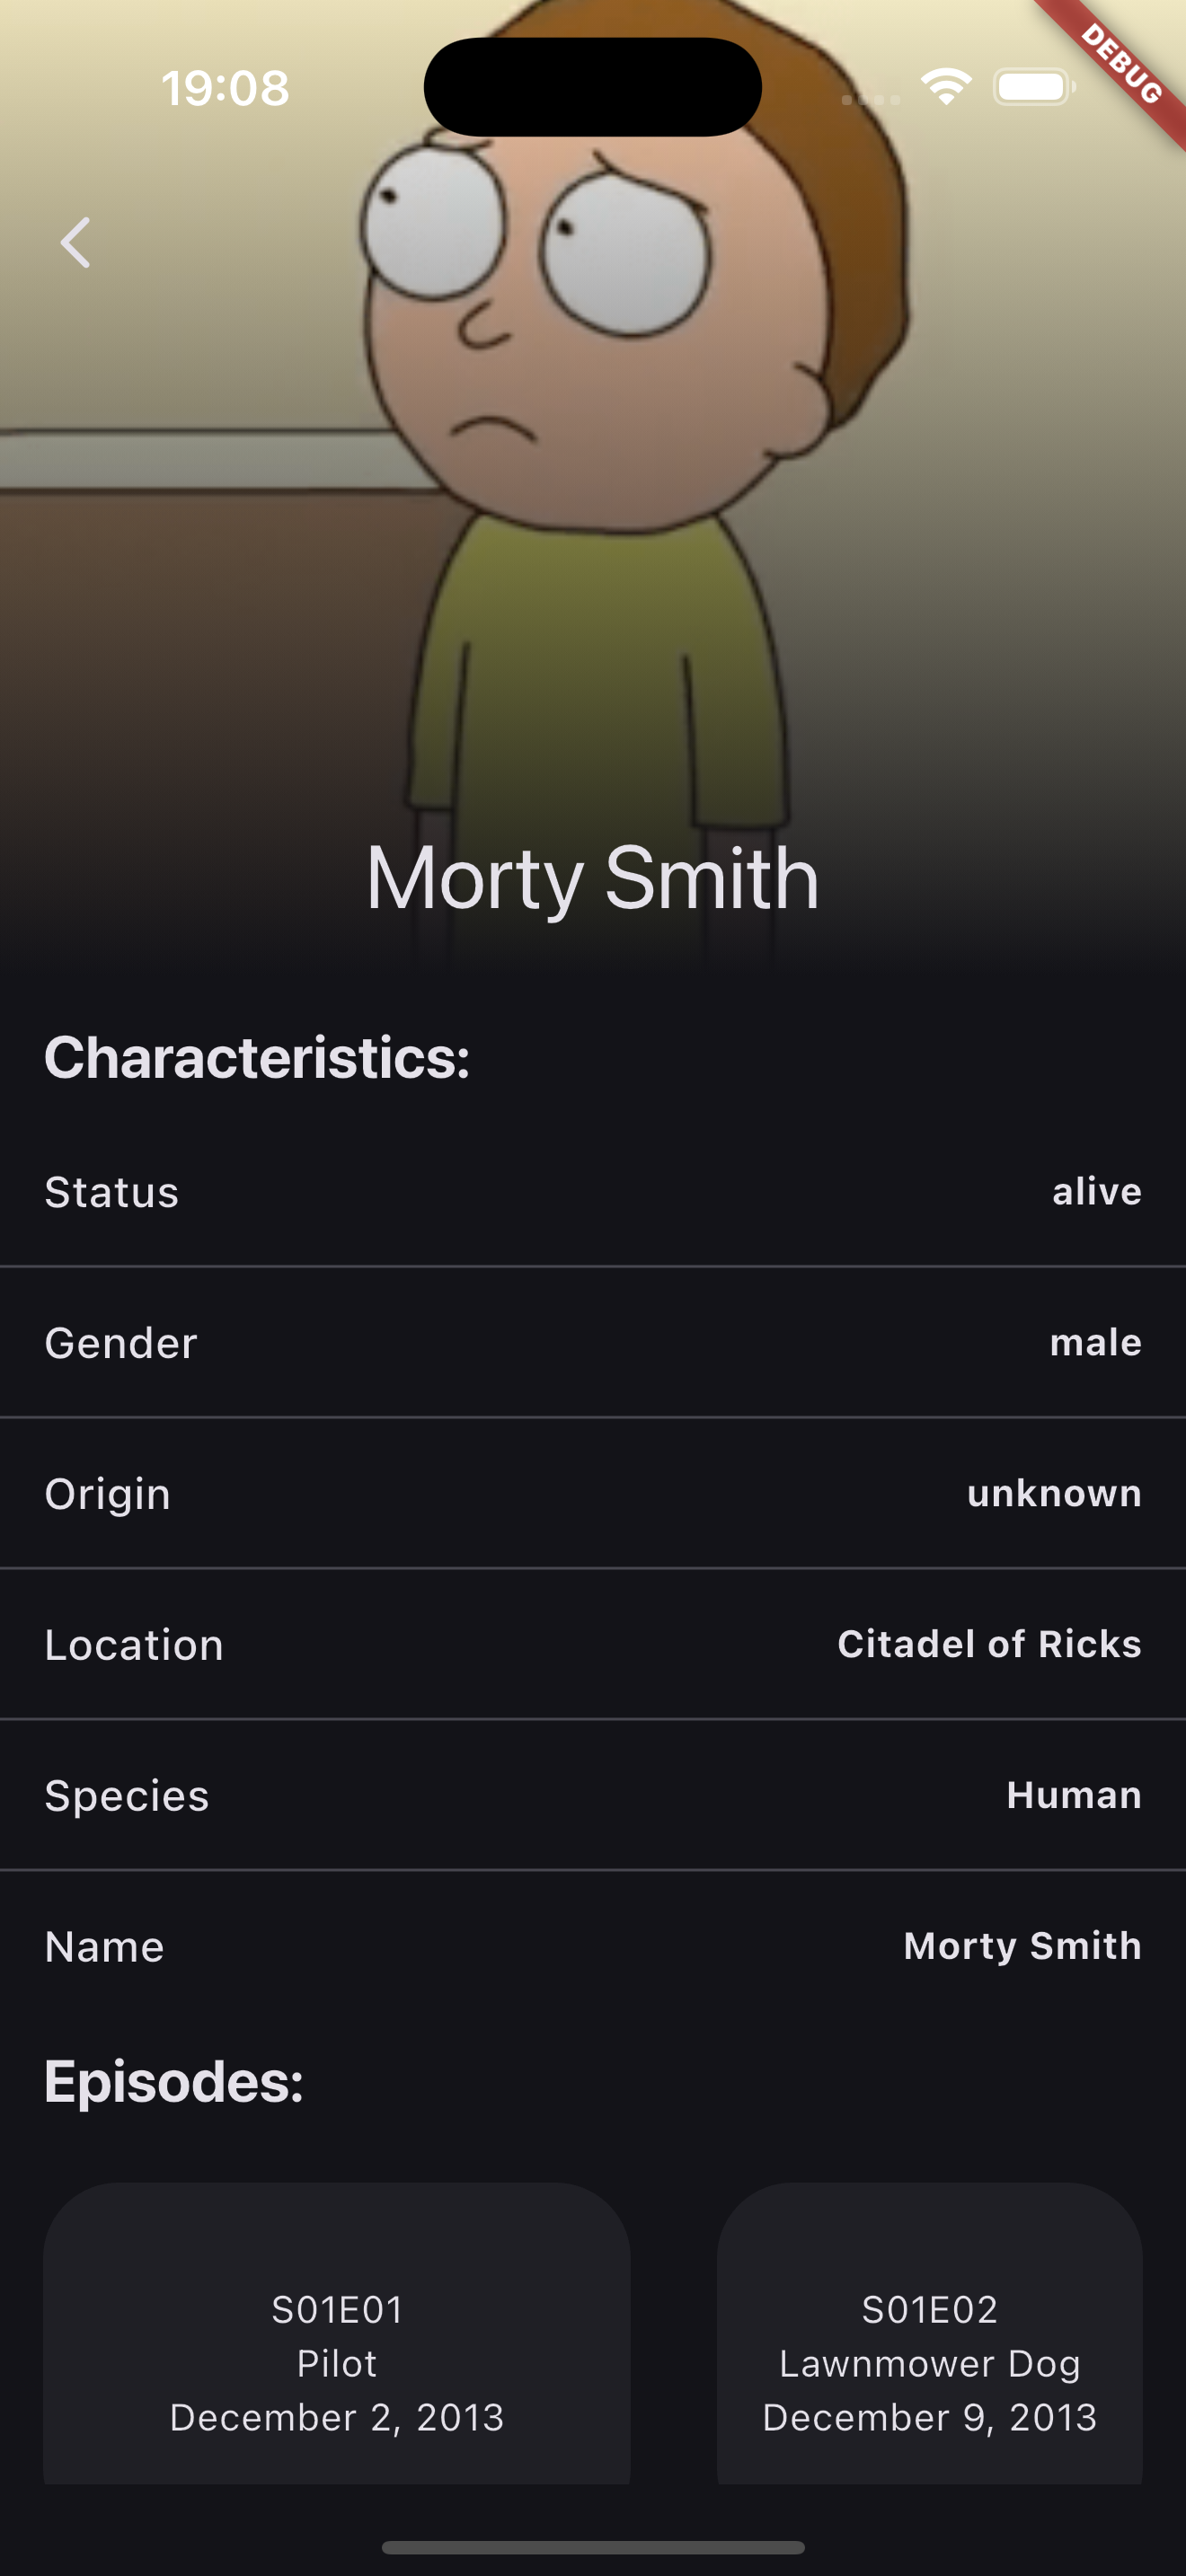 19:08
DEBUG
Morty Smith
Characteristics:
Status alive
Gender male
Origin unknown
Location Citadel of Ricks
Species Human
Name Morty Smith
Episodes:
S01E01
Pilot
December 2, 2013
S01E02
Lawnmower Dog
December 9, 2013